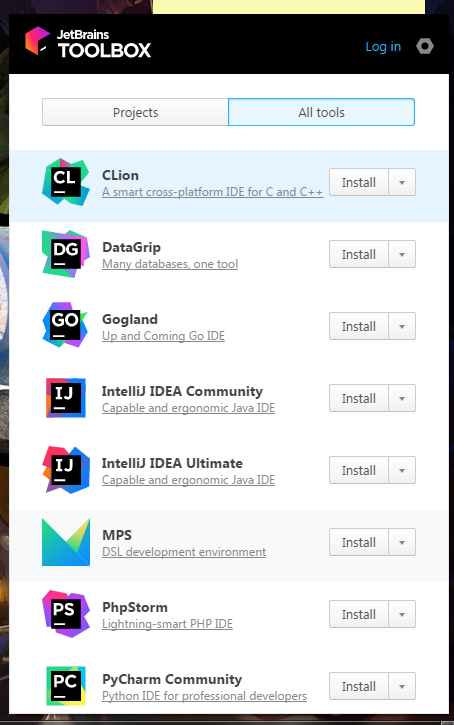 JetBrains
TOOLBOX
Log in
Projects
All tools
CL
CLion
A smart cross-platform IDE for C and C++
Install
DG
DataGrip
Many databases, one tool
Install
GO
Gogland
Up and Coming Go IDE
Install
IJ
IntelliJ IDEA Community
Capable and ergonomic Java IDE
Install
IJ
IntelliJ IDEA Ultimate
Capable and ergonomic Java IDE
Install
MPS
DSL development environment
Install
PS
PhpStorm
Lightning-smart PHP IDE
Install
PC
PyCharm Community
Python IDE for professional developers
Install